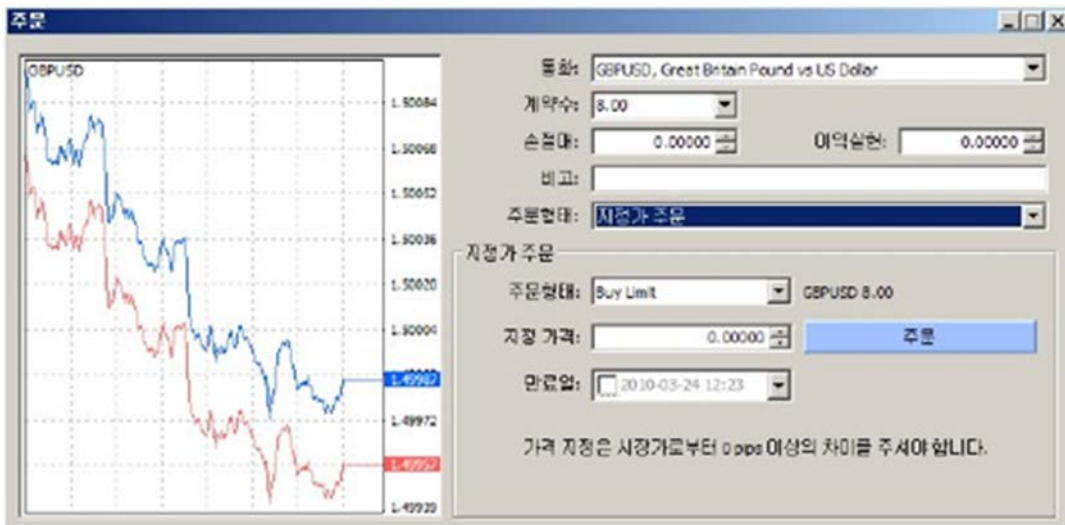 주문
GBPUSD
1.50084
1.50068
1.50052
1.50036
1.50020
1.50004
1.49987
1.49972
1.49957
1.49939
통화: GBPUSD, Great Britain Pound vs US Dollar
계약수: 8.00
손절매: 0.00000 이익실현: 0.00000
비고:
주문형태: 지정가 주문
지정가 주문
주문형태: Buy Limit GBPUSD 8.00
지정 가격: 0.00000 주문
만료일: 2010-03-24 12:23
가격 지정은 시장가로부터 0 pps 이상의 차이를 주셔야 합니다.